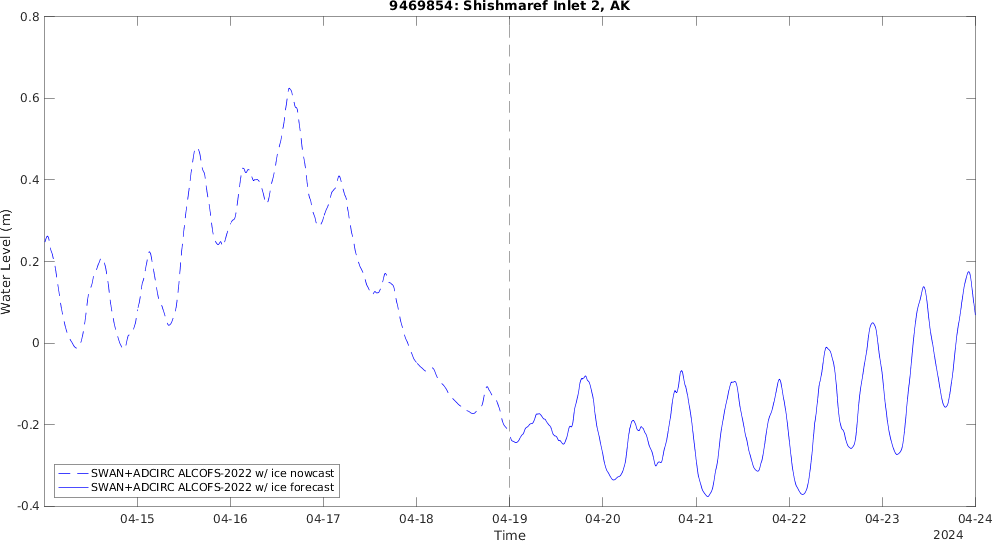 9469854: Shishmaref Inlet 2, AK
0.8
0.6
0.4
0.2
0
-0.2
-0.4
Water Level (m)
SWAN+ADCIRC ALCOFS-2022 w/ ice nowcast
SWAN+ADCIRC ALCOFS-2022 w/ ice forecast
04-15 04-16 04-17 04-18 04-19 04-20 04-21 04-22 04-23 04-24
Time
2024